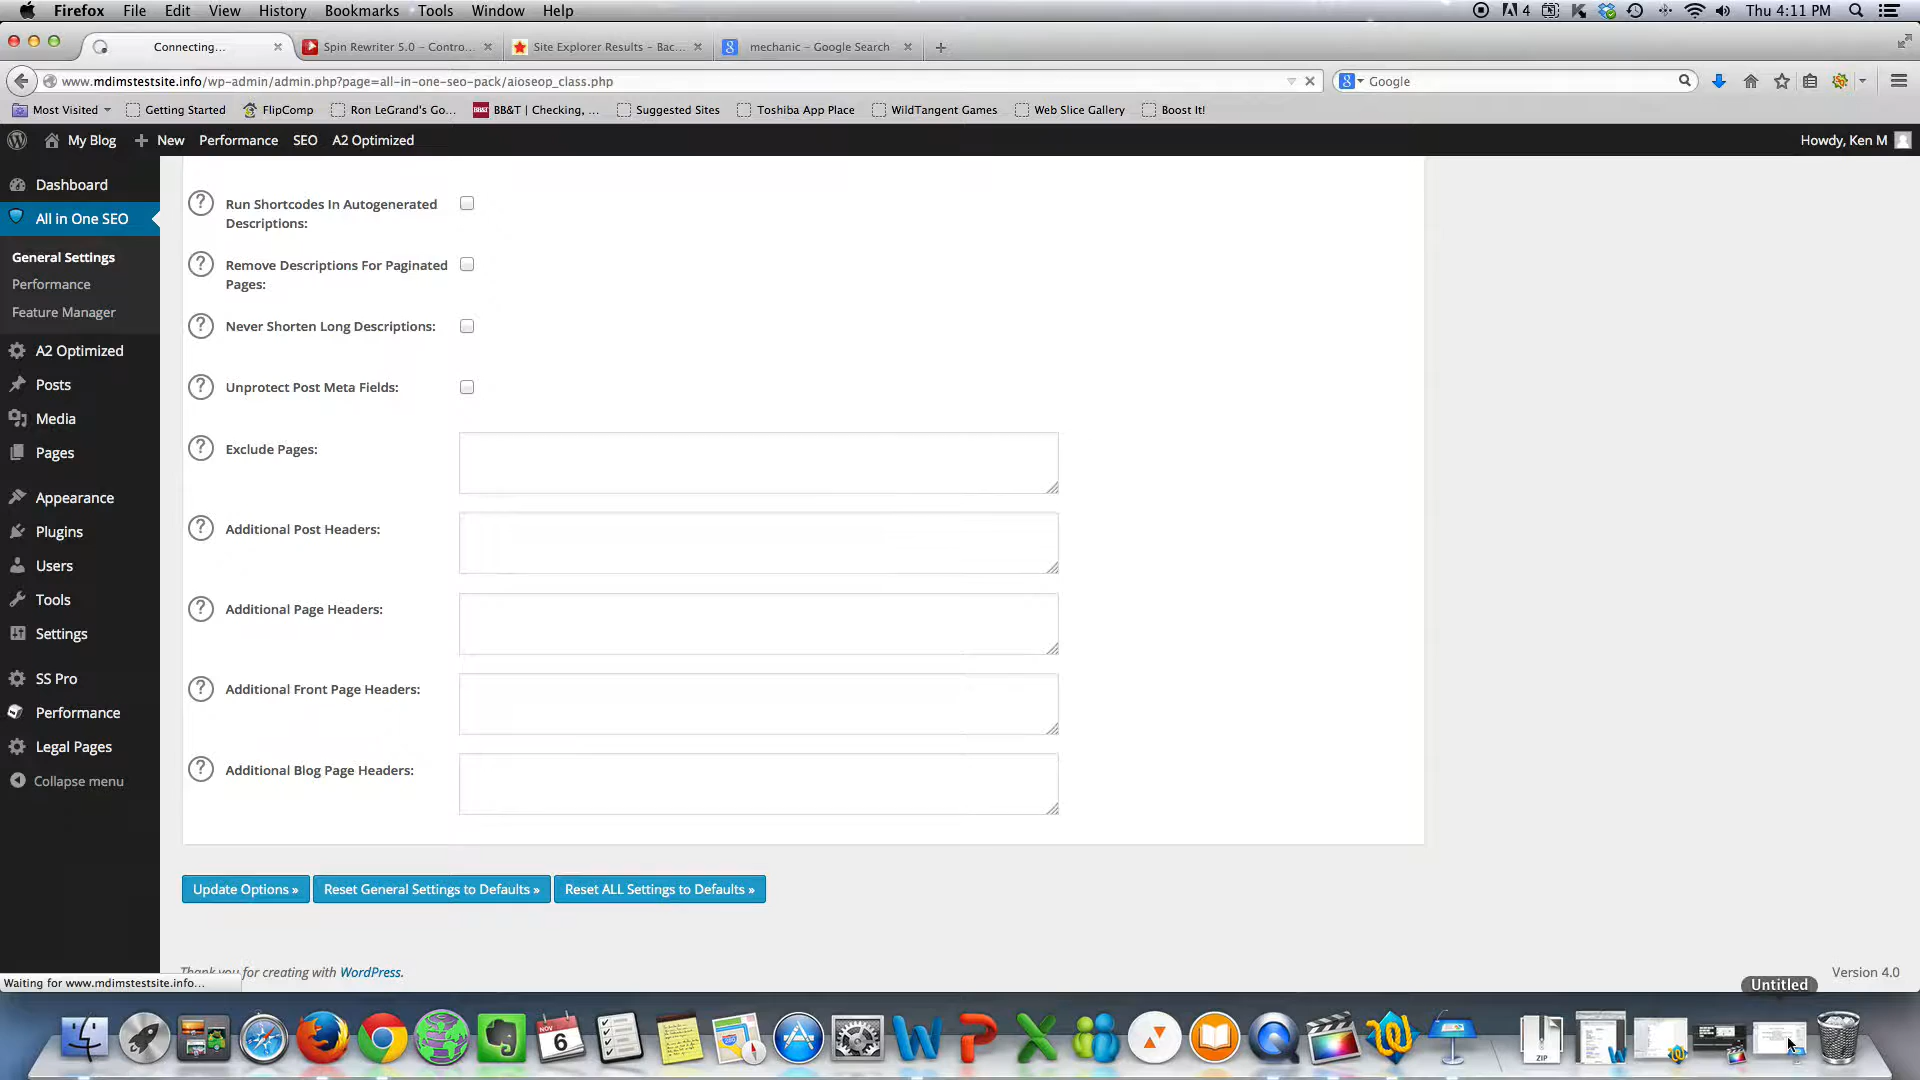 Firefox File Edit View History Bookmarks Tools Window Help
4 Thu 4:11 PM
Connecting...
Spin Rewriter 5.0 – Contro...
Site Explorer Results – Bac...
mechanic – Google Search
www.mdimstestsite.info/wp-admin/admin.php?page=all-in-one-seo-pack/aioseop_class.php
Google
Most Visited Getting Started FlipComp Ron LeGrand's Go... BB&T | Checking, ... Suggested Sites Toshiba App Place WildTangent Games Web Slice Gallery Boost It!
My Blog New Performance SEO A2 Optimized
Howdy, Ken M
Dashboard
All in One SEO
General Settings
Performance
Feature Manager
A2 Optimized
Posts
Media
Pages
Appearance
Plugins
Users
Tools
Settings
SS Pro
Performance
Legal Pages
Collapse menu
Run Shortcodes In Autogenerated
Descriptions:
Remove Descriptions For Paginated
Pages:
Never Shorten Long Descriptions:
Unprotect Post Meta Fields:
Exclude Pages:
Additional Post Headers:
Additional Page Headers:
Additional Front Page Headers:
Additional Blog Page Headers:
Update Options »
Reset General Settings to Defaults »
Reset ALL Settings to Defaults »
Thank you for creating with WordPress.
Version 4.0
Waiting for www.mdimstestsite.info...
Untitled
NOV
6
ZIP